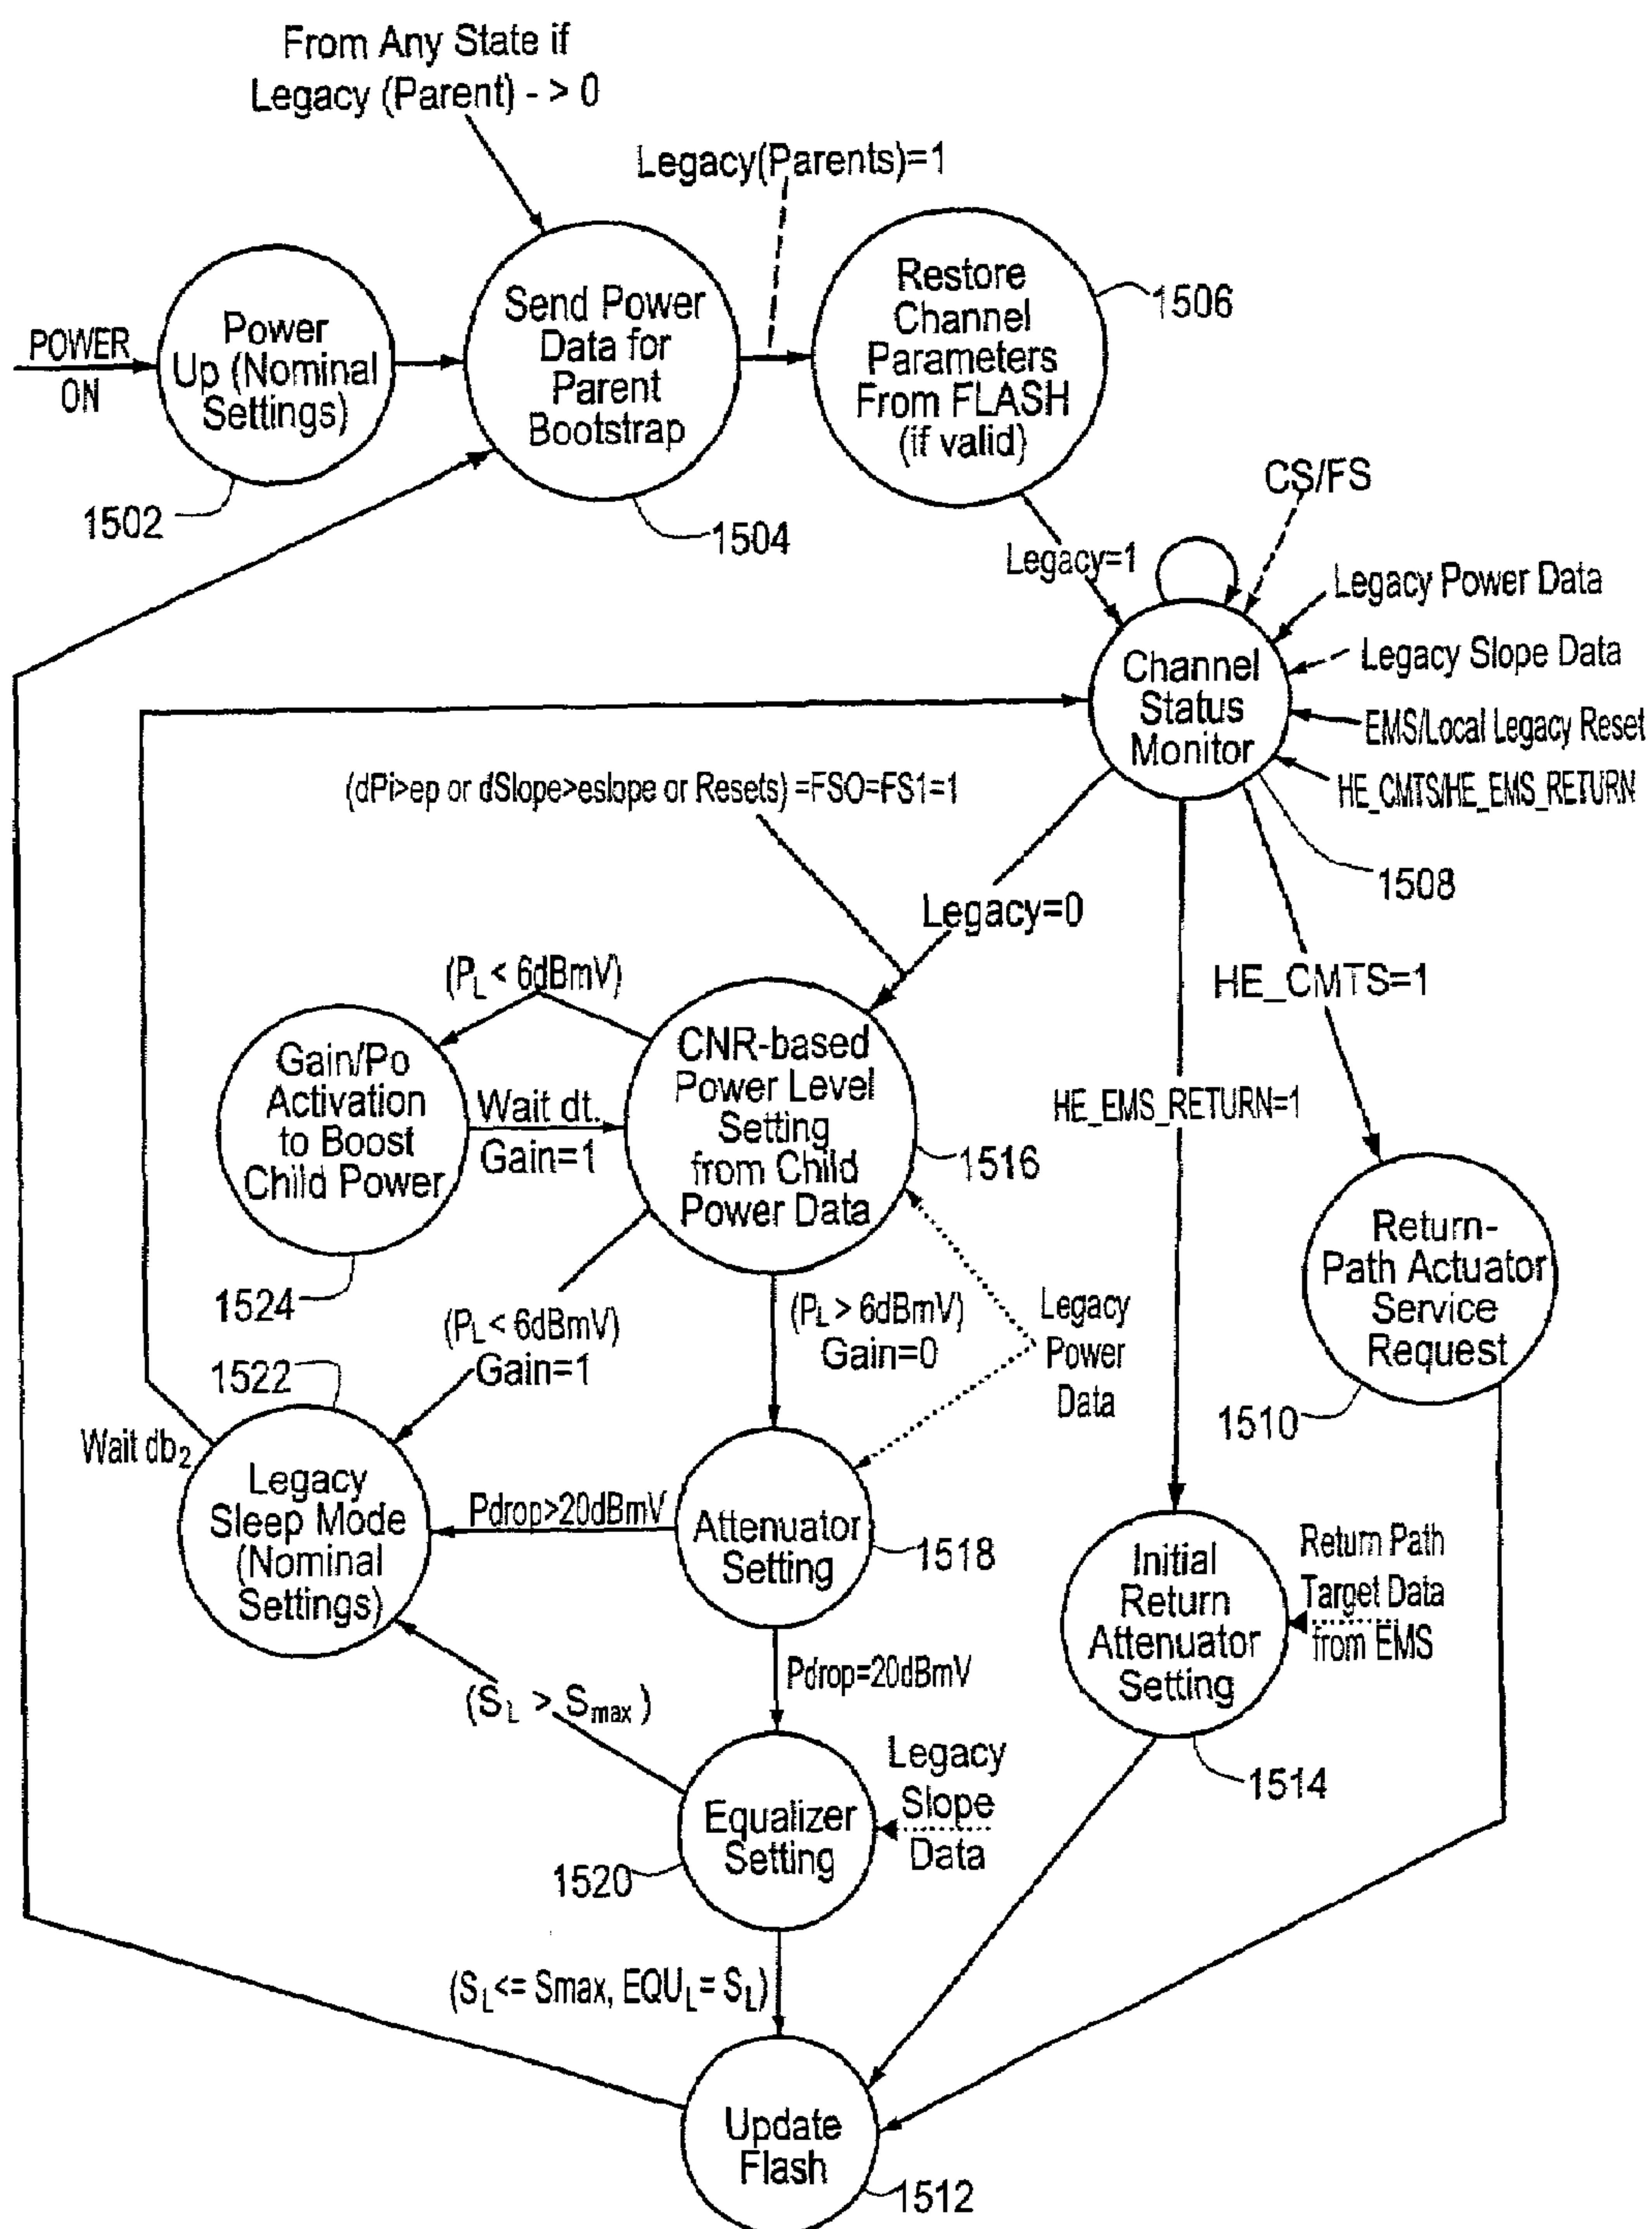 From Any State if
Legacy (Parent) - > 0
Legacy(Parents)=1
POWER
ON
Power
Up (Nominal
Settings)
1502
Send Power
Data for
Parent
Bootstrap
1504
Restore
Channel
Parameters
From FLASH
(if valid)
1506
CS/FS
Legacy=1
Legacy Power Data
Legacy Slope Data
EMS/Local Legacy Reset
HE_CMTS/HE_EMS_RETURN
Channel
Status
Monitor
1508
(dPi>ep or dSlope>eslope or Resets) =FSO=FS1=1
Legacy=0
HE_CMTS=1
HE_EMS_RETURN=1
(PL < 6dBmV)
Gain/Po
Activation
to Boost
Child Power
1524
Wait dt.
Gain=1
CNR-based
Power Level
Setting
from Child
Power Data
1516
Return-
Path Actuator
Service
Request
1510
(PL < 6dBmV)
Gain=1
(PL > 6dBmV)
Gain=0
Legacy
Power
Data
1522
Wait db2
Legacy
Sleep Mode
(Nominal
Settings)
Pdrop>20dBmV
Attenuator
Setting
1518
Initial
Return
Attenuator
Setting
1514
Return Path
Target Data
from EMS
Pdrop=20dBmV
(SL > Smax )
Equalizer
Setting
1520
Legacy
Slope
Data
(SL<= Smax, EQUL= SL)
Update
Flash
1512